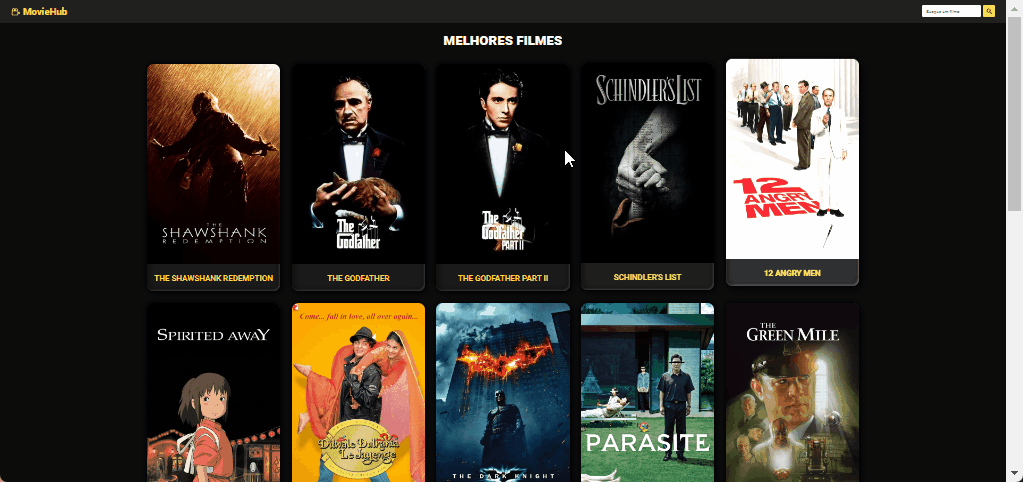 MovieHub
Busque um filme
MELHORES FILMES
THE
SHAWSHANK
REDEMPTION
The
Godfather
The
Godfather
PART II
SCHINDLER'S LIST
12
ANGRY
MEN
THE SHAWSHANK REDEMPTION
THE GODFATHER
THE GODFATHER PART II
SCHINDLER'S LIST
12 ANGRY MEN
SPIRITED AWAY
Come... fall in love, all over again...
Dilwale Dulhania
Le Jayenge
THE DARK KNIGHT
PARASITE
THE
GREEN MILE